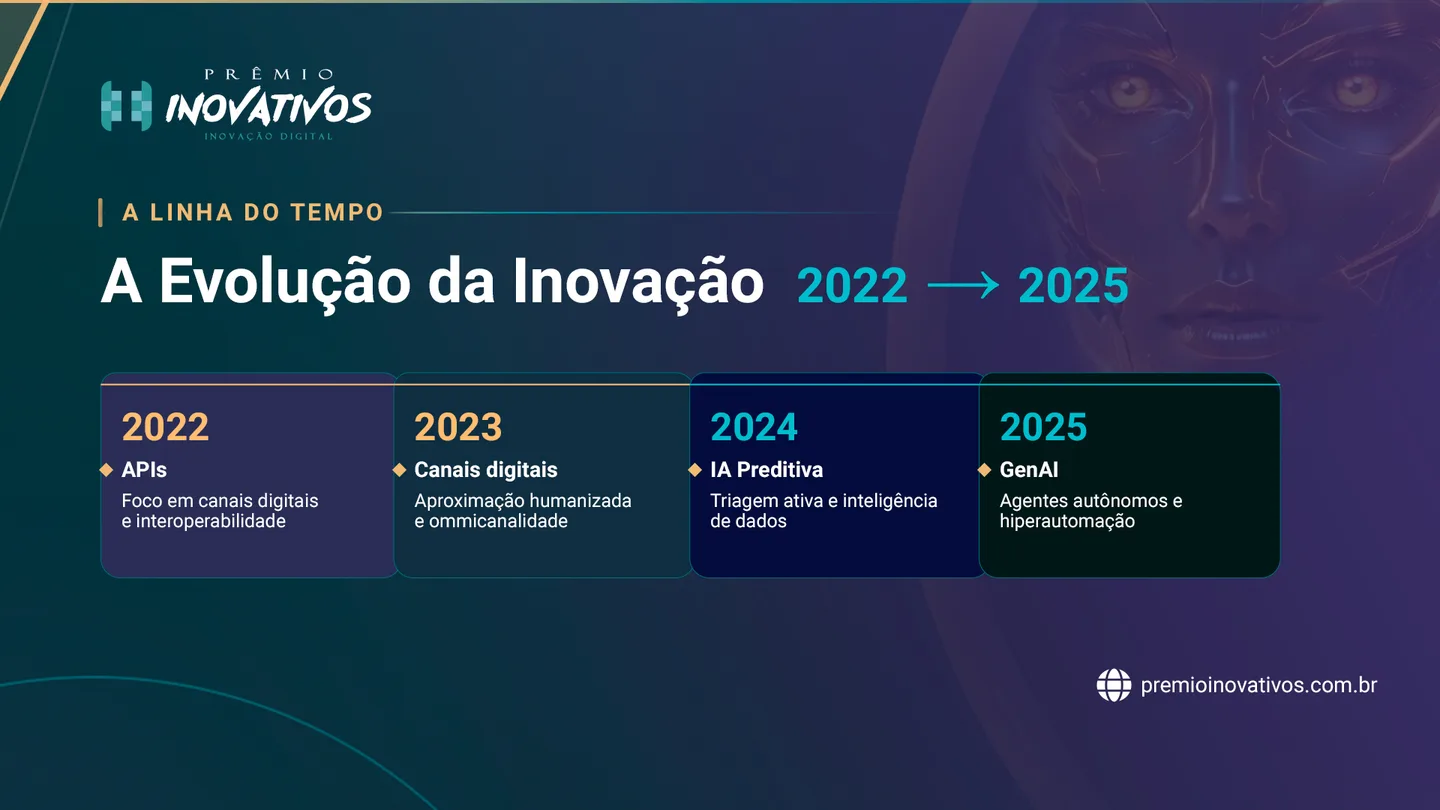 PRÊMIO
INOVATIVOS
INOVAÇÃO DIGITAL
A LINHA DO TEMPO
A Evolução da Inovação 2022 → 2025
2022
APIs
Foco em canais digitais
e interoperabilidade
2023
Canais digitais
Aproximação humanizada
e ommicanalidade
2024
IA Preditiva
Triagem ativa e inteligência
de dados
2025
GenAI
Agentes autônomos e
hiperautomação
premioinovativos.com.br